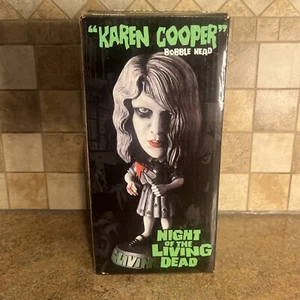 "KAREN COOPER"
BOBBLE HEAD
NIGHT
OF THE
LIVING
DEAD